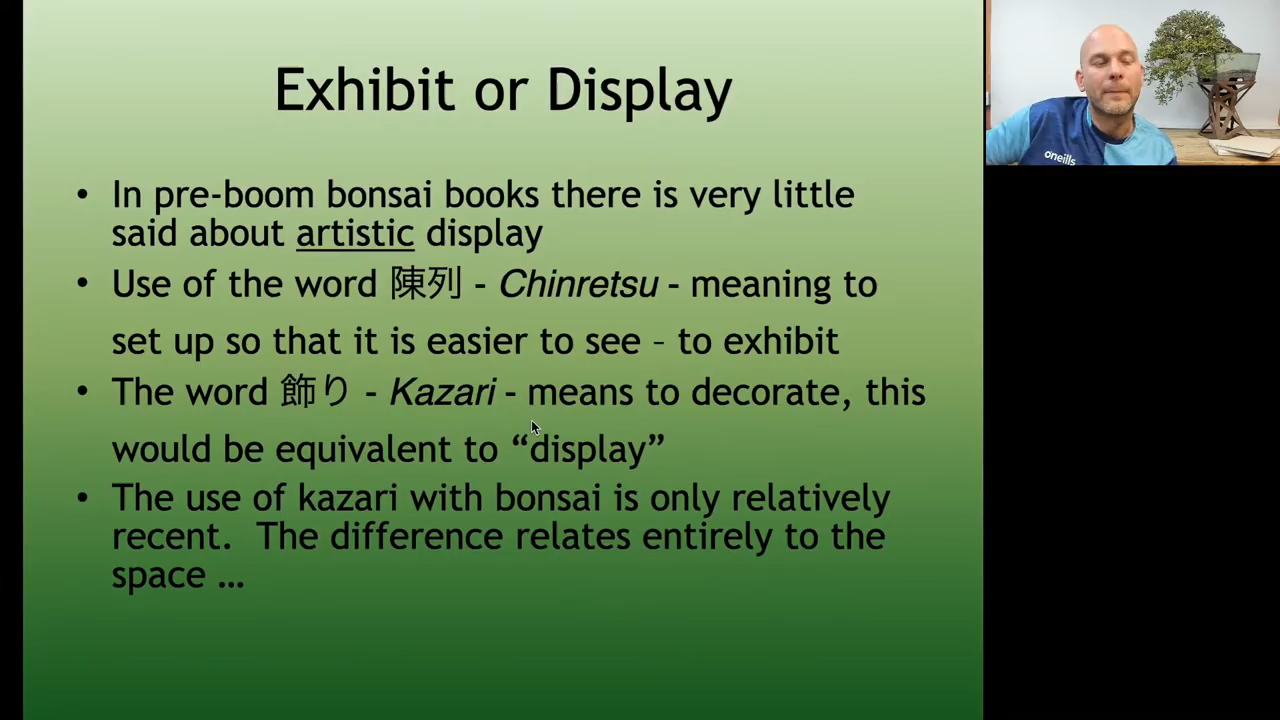 Exhibit or Display
• In pre-boom bonsai books there is very little
said about artistic display
• Use of the word 陳列 - Chinretsu - meaning to
set up so that it is easier to see – to exhibit
• The word 飾り - Kazari - means to decorate, this
would be equivalent to “display”
• The use of kazari with bonsai is only relatively
recent.  The difference relates entirely to the
space …
oneills